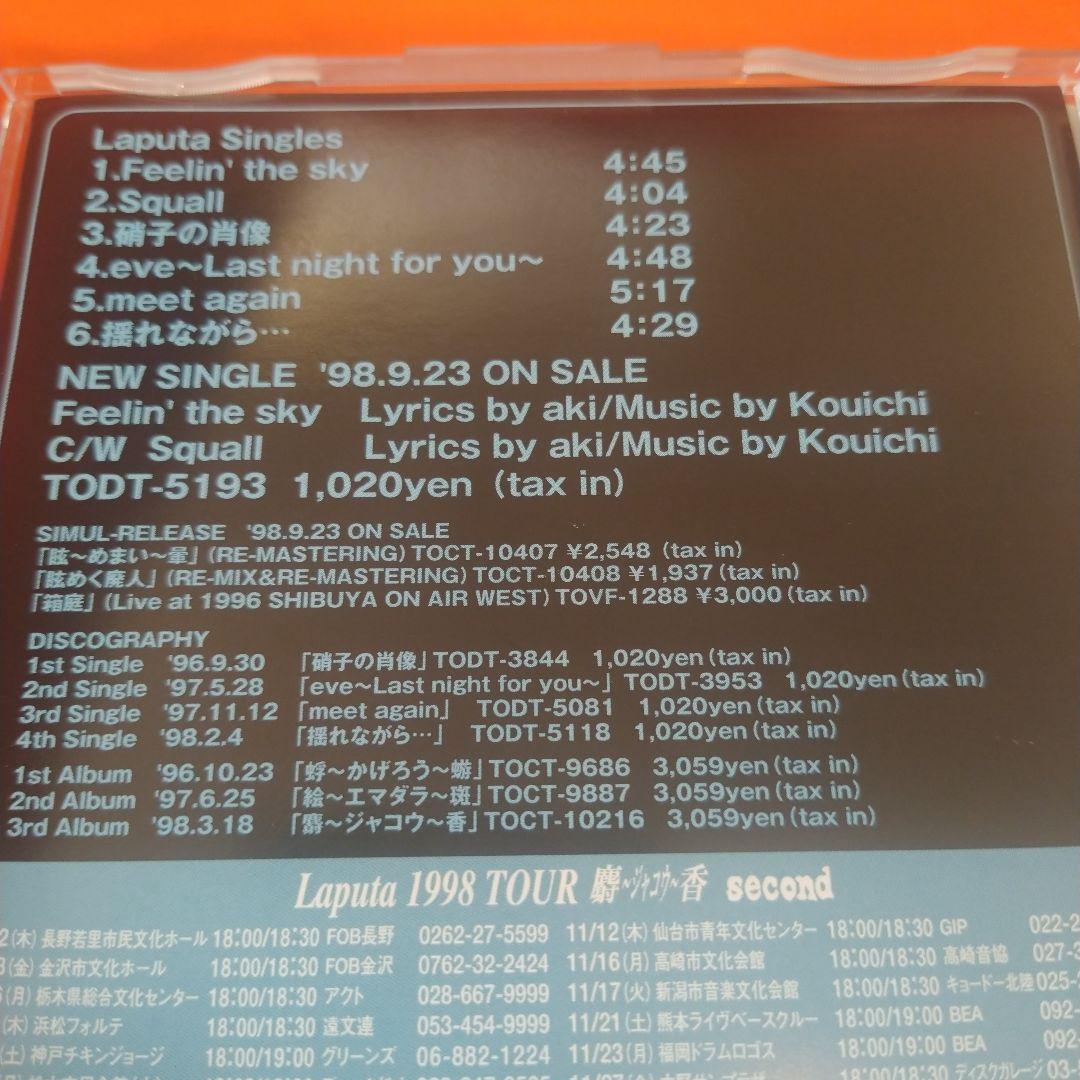 Laputa Singles
1.Feelin' the sky 4:45
2.Squall 4:04
3.硝子の肖像 4:23
4.eve～Last night for you～ 4:48
5.meet again 5:17
6.揺れながら… 4:29
NEW SINGLE '98.9.23 ON SALE
Feelin' the sky Lyrics by aki/Music by Kouichi
C/W Squall Lyrics by aki/Music by Kouichi
TODT-5193 1,020yen (tax in)
SIMUL-RELEASE '98.9.23 ON SALE
「眩～めまい～暈」(RE-MASTERING) TOCT-10407 ¥2,548 (tax in)
「眩めく廃人」(RE-MIX&RE-MASTERING) TOCT-10408 ¥1,937 (tax in)
「箱庭」(Live at 1996 SHIBUYA ON AIR WEST) TOVF-1288 ¥3,000 (tax in)
DISCOGRAPHY
1st Single '96.9.30 「硝子の肖像」TODT-3844 1,020yen (tax in)
2nd Single '97.5.28 「eve～Last night for you～」TODT-3953 1,020yen (tax in)
3rd Single '97.11.12 「meet again」 TODT-5081 1,020yen (tax in)
4th Single '98.2.4 「揺れながら…」 TODT-5118 1,020yen (tax in)
1st Album '96.10.23 「蜉～かげろう～蝣」TOCT-9686 3,059yen (tax in)
2nd Album '97.6.25 「絵～エマダラ～斑」TOCT-9887 3,059yen (tax in)
3rd Album '98.3.18 「麝～ジャコウ～香」TOCT-10216 3,059yen (tax in)
Laputa 1998 TOUR 麝～ジャコウ～香 second
2(木) 長野若里市民文化ホール 18:00/18:30 FOB長野 0262-27-5599 11/12(木) 仙台市青年文化センター 18:00/18:30 GIP 022-2
(金) 金沢市文化ホール 18:00/18:30 FOB金沢 0762-32-2424 11/16(月) 高崎市文化会館 18:00/18:30 高崎音協 027-3
(月) 栃木県総合文化センター 18:00/18:30 アクト 028-667-9999 11/17(火) 新潟市音楽文化会館 18:00/18:30 キョードー北陸 025-
(木) 浜松フォルテ 18:00/18:30 遠文連 053-454-9999 11/21(土) 熊本ライヴベースクルー 18:00/19:00 BEA 092-
(土) 神戸チキンジョージ 18:00/19:00 グリーンズ 06-882-1224 11/23(月) 福岡ドラムロゴス 18:00/19:00 BEA 092
ディスクガレージ 03-